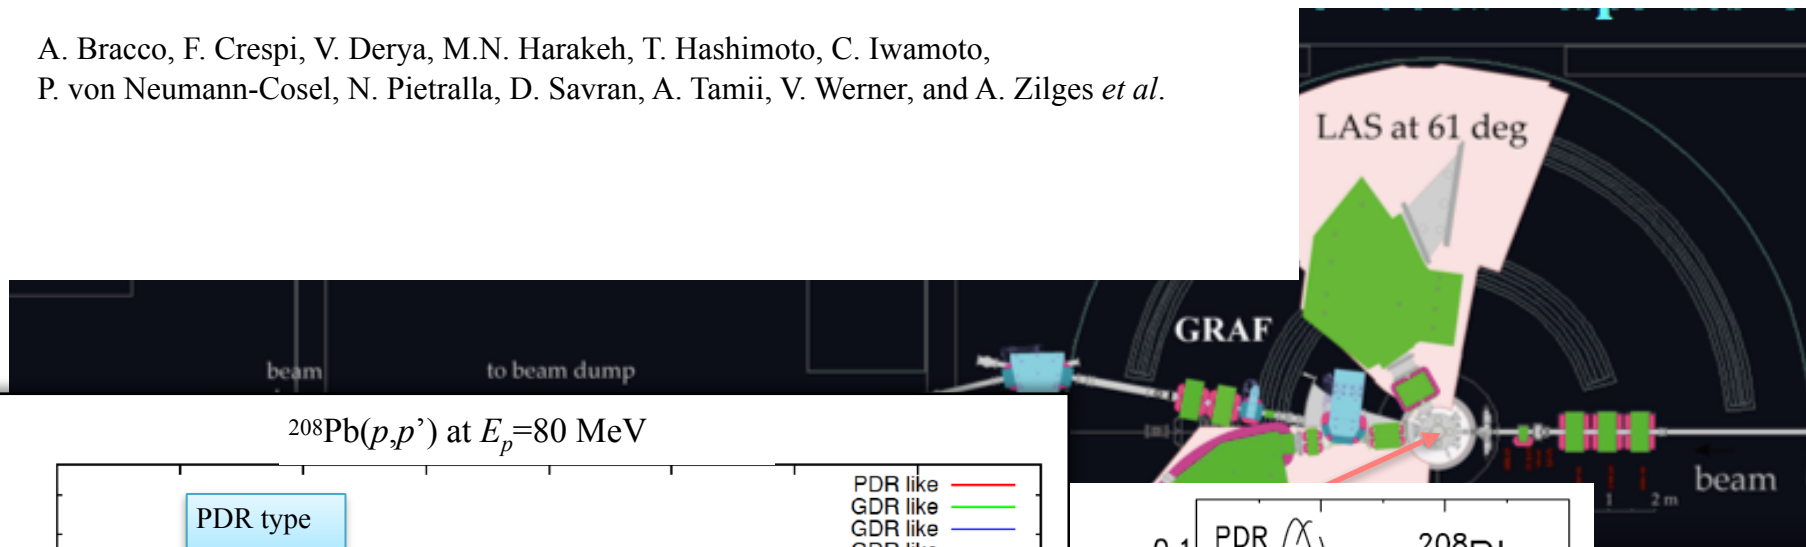 A. Bracco, F. Crespi, V. Derya, M.N. Harakeh, T. Hashimoto, C. Iwamoto,
P. von Neumann-Cosel, N. Pietralla, D. Savran, A. Tamii, V. Werner, and A. Zilges et al.
LAS at 61 deg
GRAF
beam
to beam dump
²⁰⁸Pb(p,p’) at Eₚ=80 MeV
beam
1 2 m
PDR like
GDR like
GDR like
PDR type
PDR